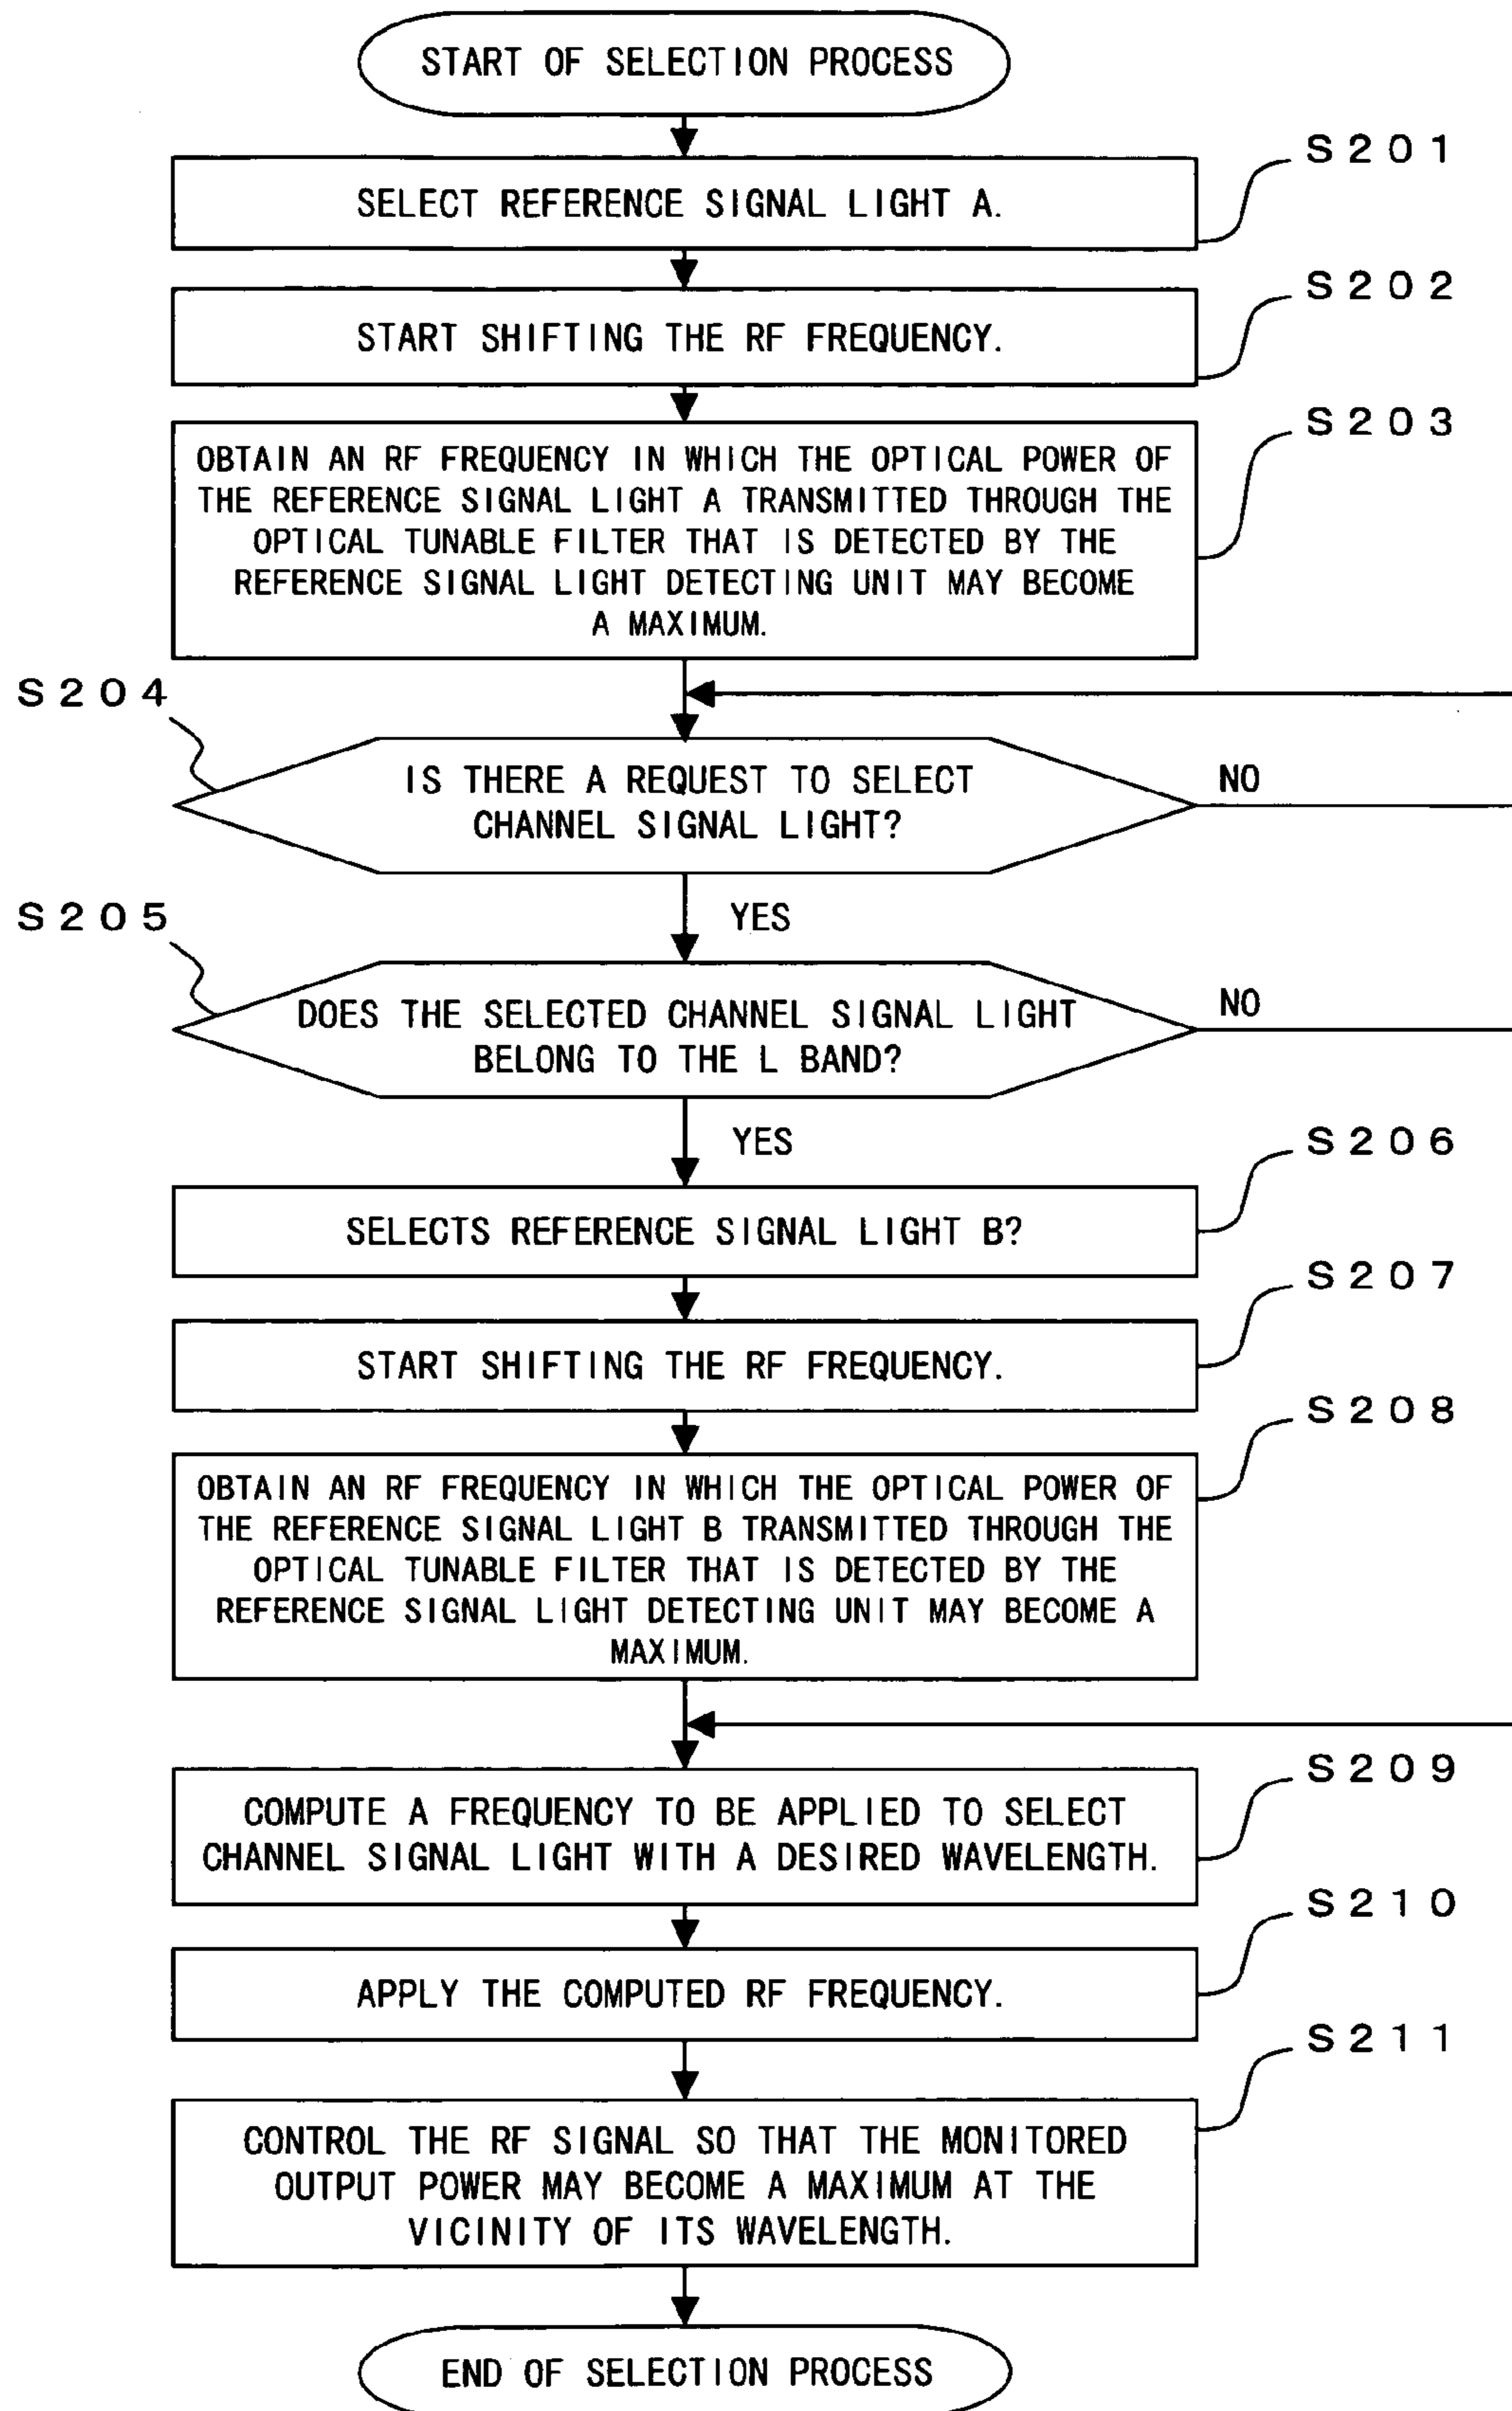 START OF SELECTION PROCESS
S201
SELECT REFERENCE SIGNAL LIGHT A.
S202
START SHIFTING THE RF FREQUENCY.
S203
OBTAIN AN RF FREQUENCY IN WHICH THE OPTICAL POWER OF
THE REFERENCE SIGNAL LIGHT A TRANSMITTED THROUGH THE
OPTICAL TUNABLE FILTER THAT IS DETECTED BY THE
REFERENCE SIGNAL LIGHT DETECTING UNIT MAY BECOME
A MAXIMUM.
S204
IS THERE A REQUEST TO SELECT
CHANNEL SIGNAL LIGHT?
NO
YES
S205
DOES THE SELECTED CHANNEL SIGNAL LIGHT
BELONG TO THE L BAND?
NO
YES
S206
SELECTS REFERENCE SIGNAL LIGHT B?
S207
START SHIFTING THE RF FREQUENCY.
S208
OBTAIN AN RF FREQUENCY IN WHICH THE OPTICAL POWER OF
THE REFERENCE SIGNAL LIGHT B TRANSMITTED THROUGH THE
OPTICAL TUNABLE FILTER THAT IS DETECTED BY THE
REFERENCE SIGNAL LIGHT DETECTING UNIT MAY BECOME A
MAXIMUM.
S209
COMPUTE A FREQUENCY TO BE APPLIED TO SELECT
CHANNEL SIGNAL LIGHT WITH A DESIRED WAVELENGTH.
S210
APPLY THE COMPUTED RF FREQUENCY.
S211
CONTROL THE RF SIGNAL SO THAT THE MONITORED
OUTPUT POWER MAY BECOME A MAXIMUM AT THE
VICINITY OF ITS WAVELENGTH.
END OF SELECTION PROCESS